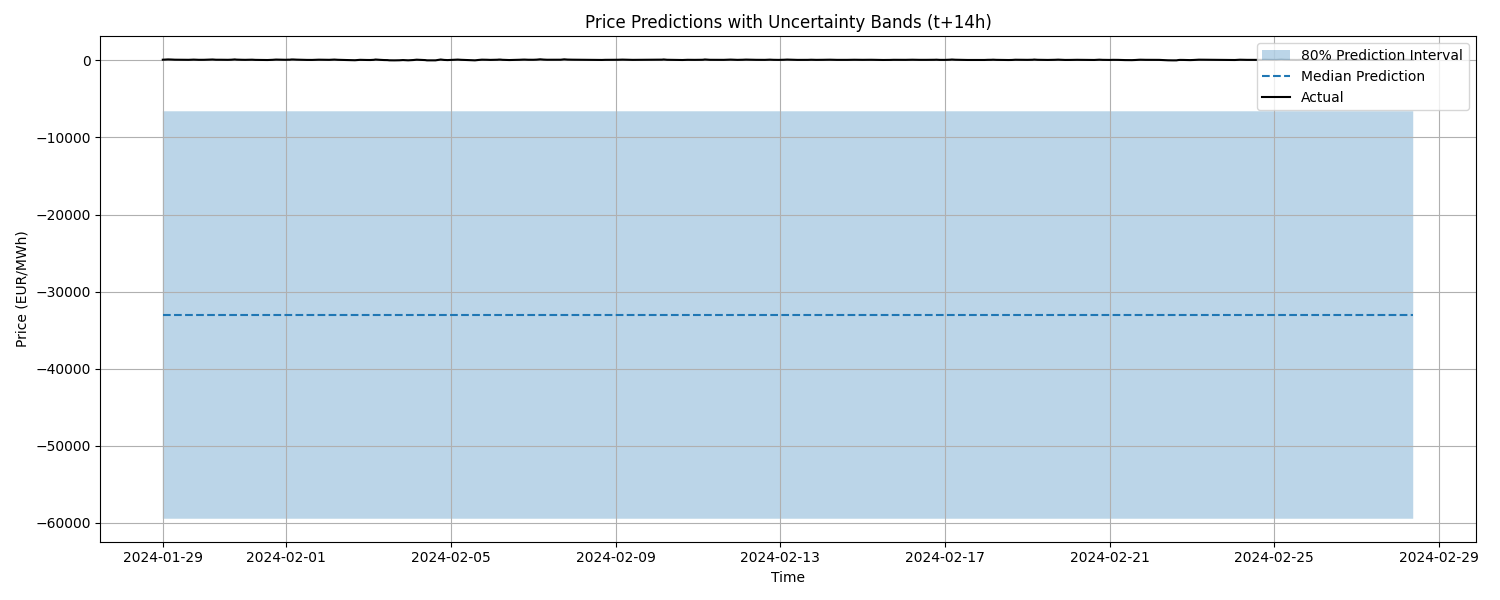 Price Predictions with Uncertainty Bands (t+14h)
80% Prediction Interval
Median Prediction
Actual
Price (EUR/MWh)
0
−10000
−20000
−30000
−40000
−50000
−60000
2024-01-29 2024-02-01 2024-02-05 2024-02-09 2024-02-13 2024-02-17 2024-02-21 2024-02-25 2024-02-29
Time